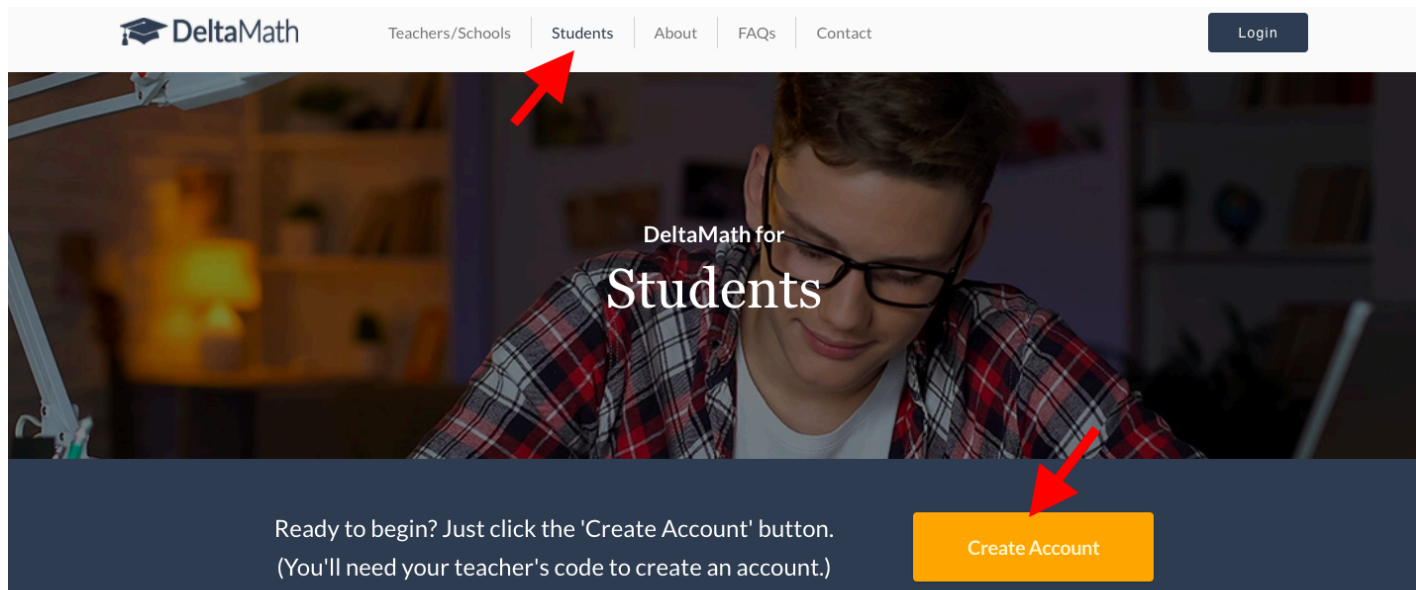 DeltaMath
Teachers/Schools
Students
About
FAQs
Contact
Login
DeltaMath for
Students
Ready to begin? Just click the 'Create Account' button.
(You'll need your teacher's code to create an account.)
Create Account